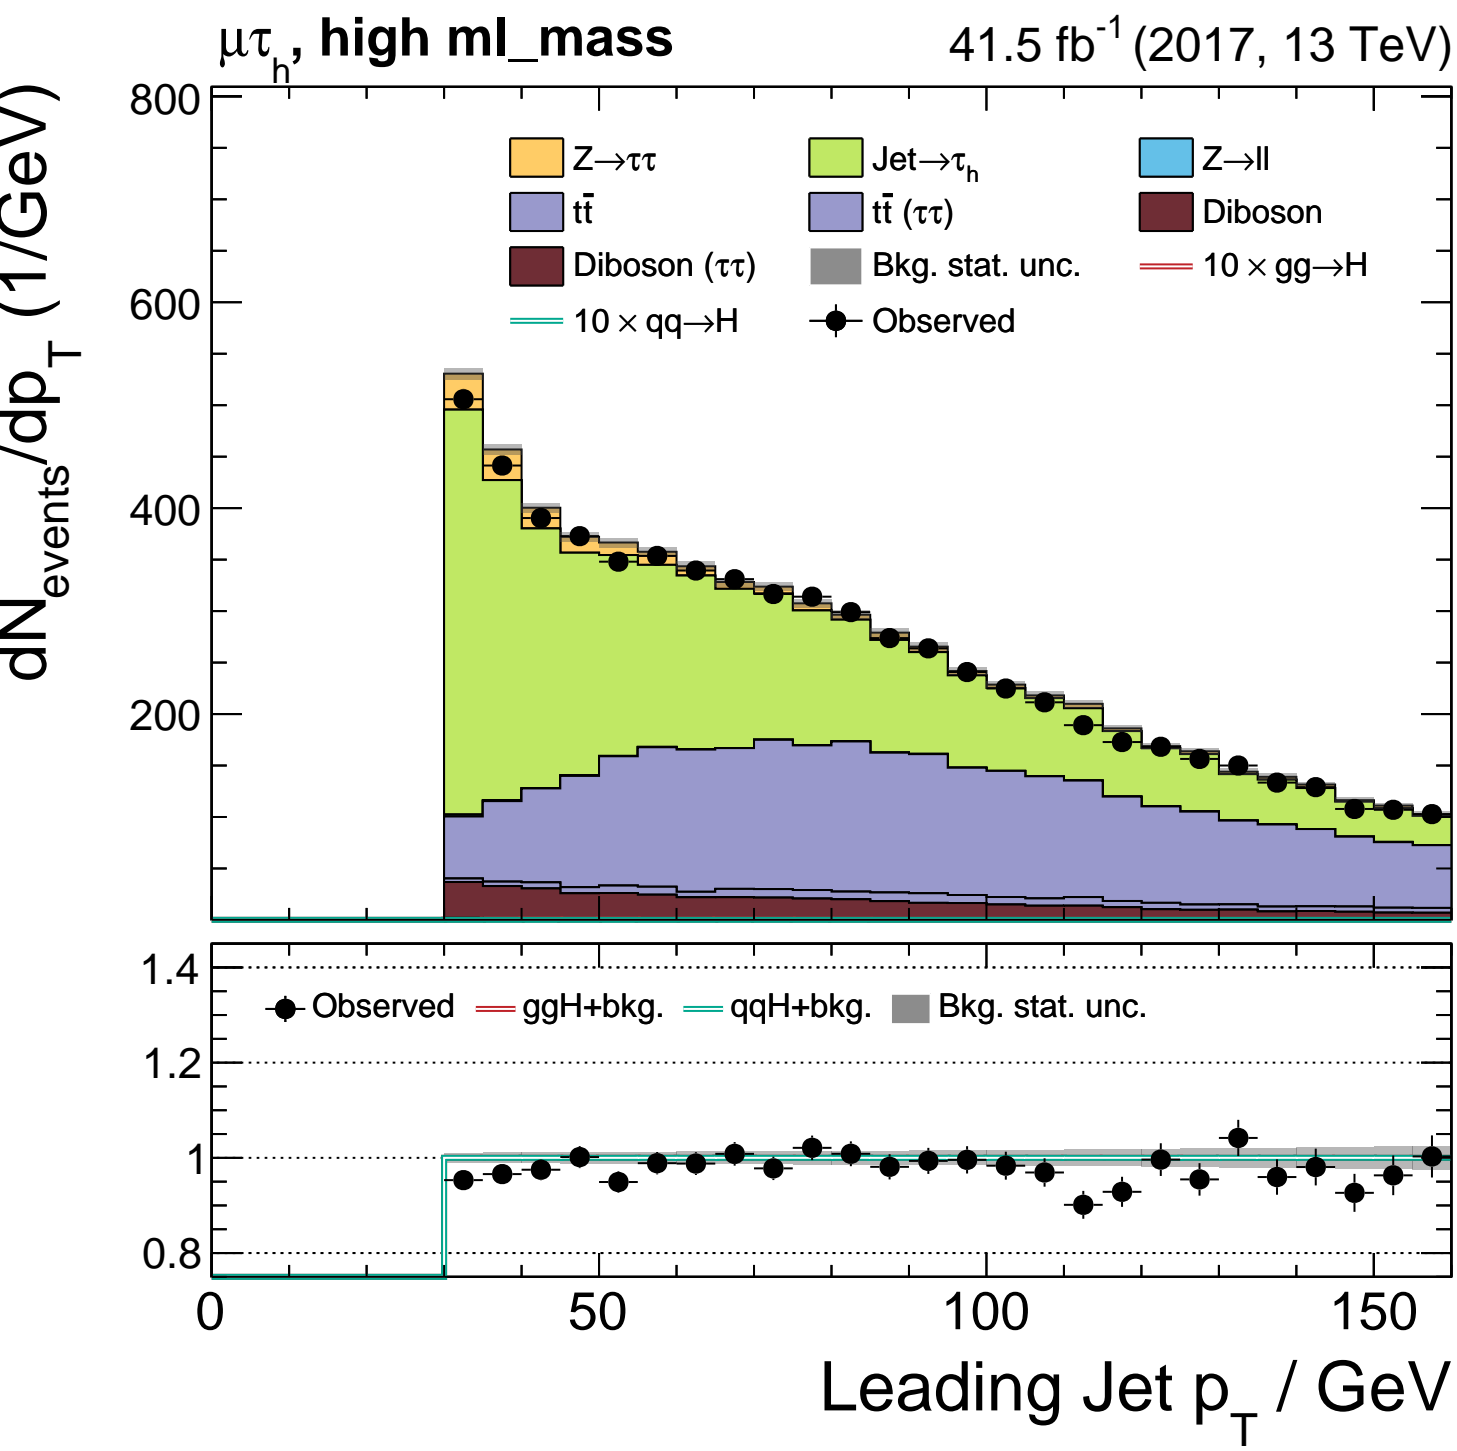 μτh, high ml_mass
41.5 fb-1 (2017, 13 TeV)
dNevents/dpT (1/GeV)
800
600
400
200
Z→ττ
Jet→τh
Z→ll
tt̄
tt̄ (ττ)
Diboson
Diboson (ττ)
Bkg. stat. unc.
10 × gg→H
10 × qq→H
Observed
1.4
1.2
1
0.8
Observed
ggH+bkg.
qqH+bkg.
Bkg. stat. unc.
0
50
100
150
Leading Jet pT / GeV